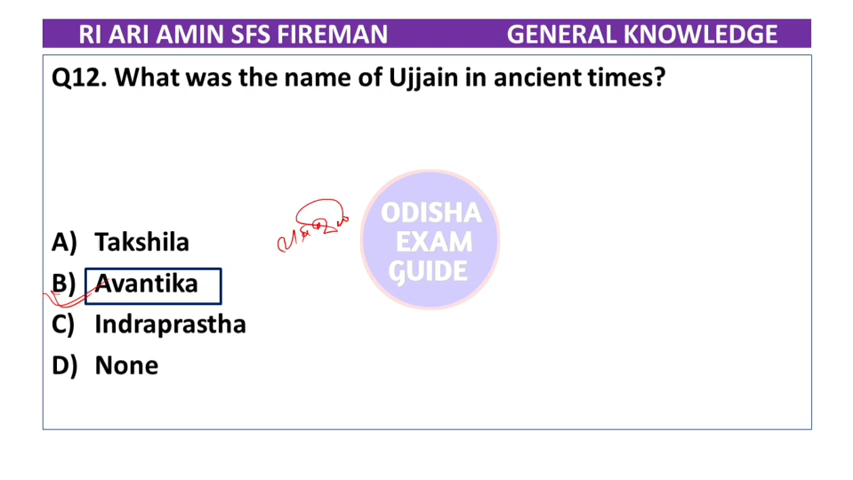 RI ARI AMIN SFS FIREMAN GENERAL KNOWLEDGE
Q12. What was the name of Ujjain in ancient times?
ODISHA
EXAM
GUIDE
A) Takshila
B) Avantika
C) Indraprastha
D) None